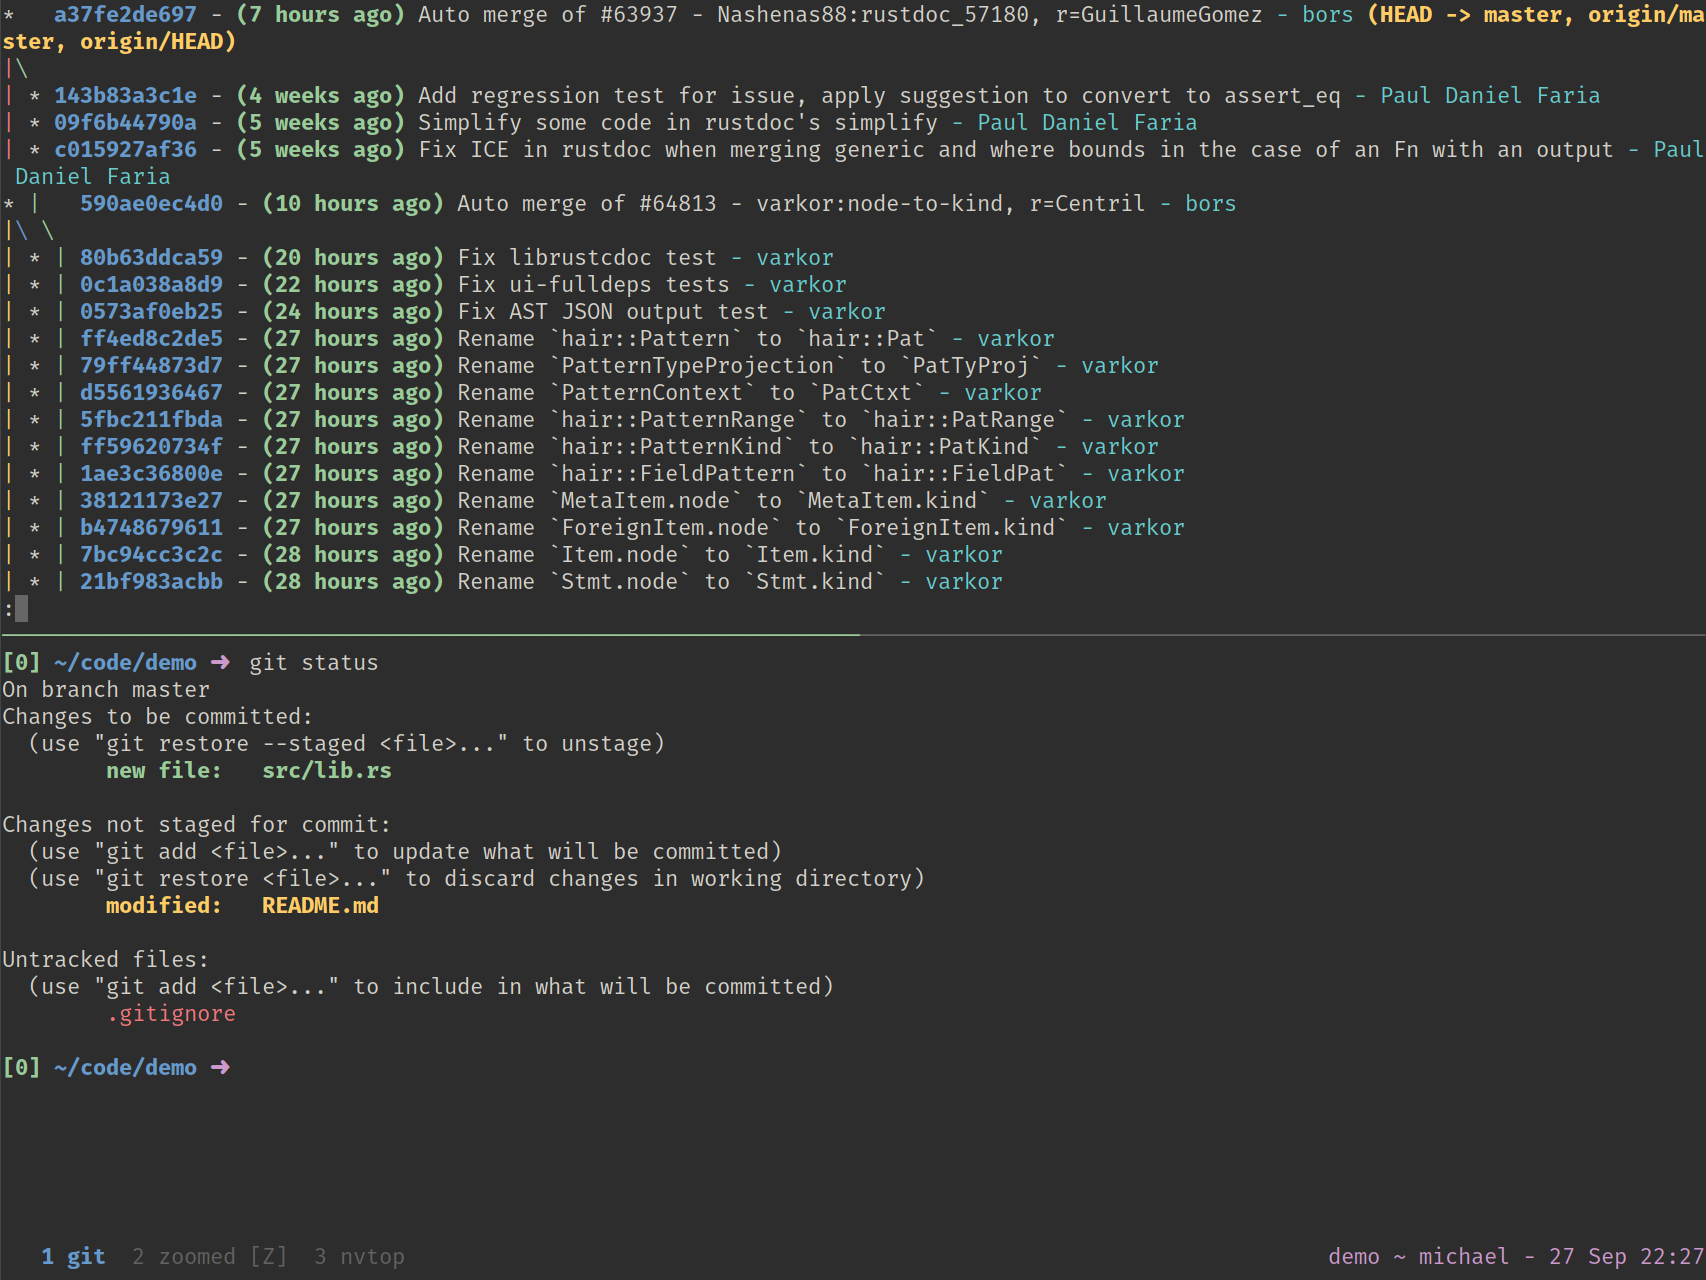 *   a37fe2de697 - (7 hours ago) Auto merge of #63937 - Nashenas88:rustdoc_57180, r=GuillaumeGomez - bors (HEAD -> master, origin/ma
ster, origin/HEAD)
|\
| * 143b83a3c1e - (4 weeks ago) Add regression test for issue, apply suggestion to convert to assert_eq - Paul Daniel Faria
| * 09f6b44790a - (5 weeks ago) Simplify some code in rustdoc's simplify - Paul Daniel Faria
| * c015927af36 - (5 weeks ago) Fix ICE in rustdoc when merging generic and where bounds in the case of an Fn with an output - Paul
 Daniel Faria
* |   590ae0ec4d0 - (10 hours ago) Auto merge of #64813 - varkor:node-to-kind, r=Centril - bors
|\ \
| * | 80b63ddca59 - (20 hours ago) Fix librustcdoc test - varkor
| * | 0c1a038a8d9 - (22 hours ago) Fix ui-fulldeps tests - varkor
| * | 0573af0eb25 - (24 hours ago) Fix AST JSON output test - varkor
| * | ff4ed8c2de5 - (27 hours ago) Rename `hair::Pattern` to `hair::Pat` - varkor
| * | 79ff44873d7 - (27 hours ago) Rename `PatternTypeProjection` to `PatTyProj` - varkor
| * | d5561936467 - (27 hours ago) Rename `PatternContext` to `PatCtxt` - varkor
| * | 5fbc211fbda - (27 hours ago) Rename `hair::PatternRange` to `hair::PatRange` - varkor
| * | ff59620734f - (27 hours ago) Rename `hair::PatternKind` to `hair::PatKind` - varkor
| * | 1ae3c36800e - (27 hours ago) Rename `hair::FieldPattern` to `hair::FieldPat` - varkor
| * | 38121173e27 - (27 hours ago) Rename `MetaItem.node` to `MetaItem.kind` - varkor
| * | b4748679611 - (27 hours ago) Rename `ForeignItem.node` to `ForeignItem.kind` - varkor
| * | 7bc94cc3c2c - (28 hours ago) Rename `Item.node` to `Item.kind` - varkor
| * | 21bf983acbb - (28 hours ago) Rename `Stmt.node` to `Stmt.kind` - varkor
:
[0] ~/code/demo ➜ git status
On branch master
Changes to be committed:
  (use "git restore --staged <file>..." to unstage)
        new file:   src/lib.rs
Changes not staged for commit:
  (use "git add <file>..." to update what will be committed)
  (use "git restore <file>..." to discard changes in working directory)
        modified:   README.md
Untracked files:
  (use "git add <file>..." to include in what will be committed)
        .gitignore
[0] ~/code/demo ➜
1 git  2 zoomed [Z]  3 nvtop    demo ~ michael - 27 Sep 22:27